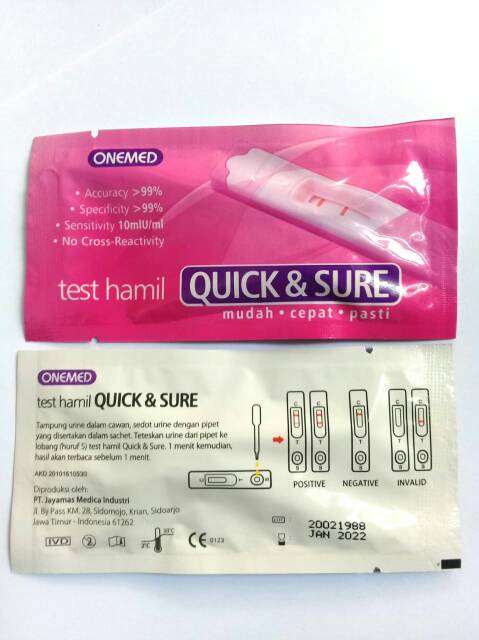 ONEMED
• Accuracy >99%
• Specificity >99%
• Sensitivity 10mIU/ml
• No Cross-Reactivity
test hamil QUICK & SURE
mudah • cepat • pasti
ONEMED
test hamil QUICK & SURE
Tampung urine dalam cawan, sedot urine dengan pipet
yang disertakan dalam sachet. Teteskan urine dari pipet ke
lobang (huruf S) test hamil Quick & Sure. 1 menit kemudian,
hasil akan terbaca sebelum 1 menit.
AKD 20101610530
Diproduksi oleh:
PT. Jayamas Medica Industri
Jl. By Pass KM. 28, Sidomojo, Krian, Sidoarjo
Jawa Timur - Indonesia 61262
IVD 2 2°C 30°C CE 0123
C C C C C
T T T T T
S S S S S
POSITIVE NEGATIVE INVALID
LOT 20021988
JAN 2022